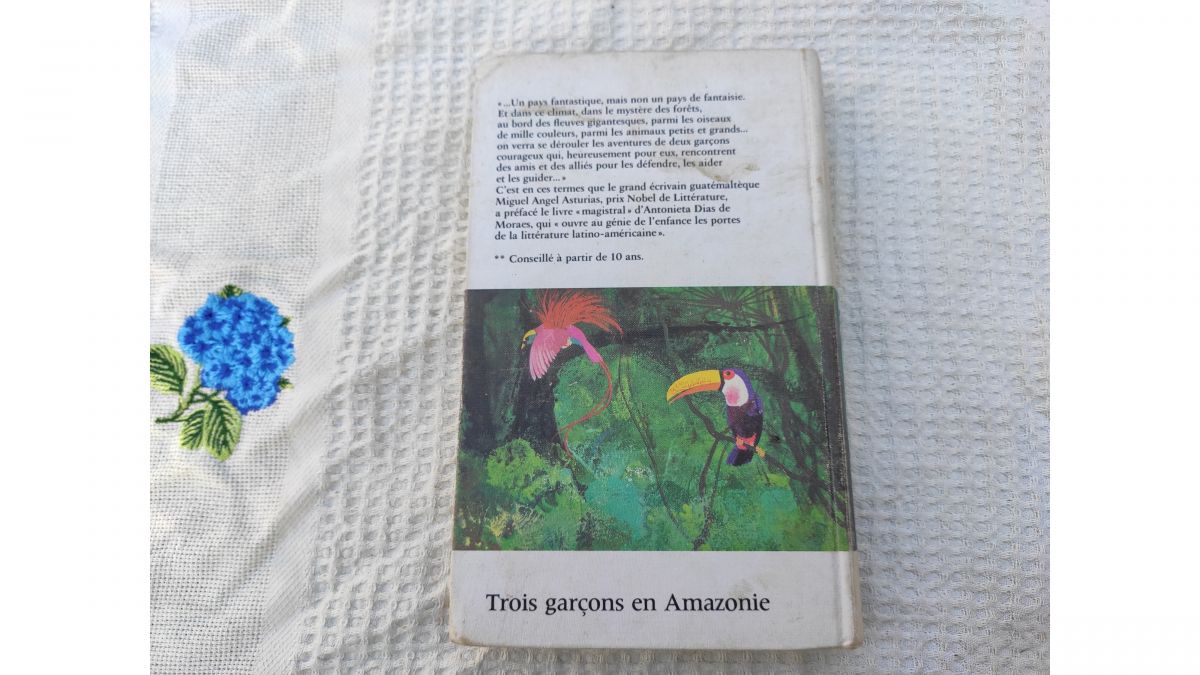 « ...Un pays fantastique, mais non un pays de fantaisie.
Et dans ce climat, dans le mystère des forêts,
au bord des fleuves gigantesques, parmi les oiseaux
de mille couleurs, parmi les animaux petits et grands...
on verra se dérouler les aventures de deux garçons
courageux qui, heureusement pour eux, rencontrent
des amis et des alliés pour les défendre, les aider
et les guider... »
C'est en ces termes que le grand écrivain guatémaltèque
Miguel Angel Asturias, prix Nobel de Littérature,
a préfacé le livre « magistral » d'Antonieta Dias de
Moraes, qui « ouvre au génie de l'enfance les portes
de la littérature latino-américaine ».
** Conseillé à partir de 10 ans.
Trois garçons en Amazonie